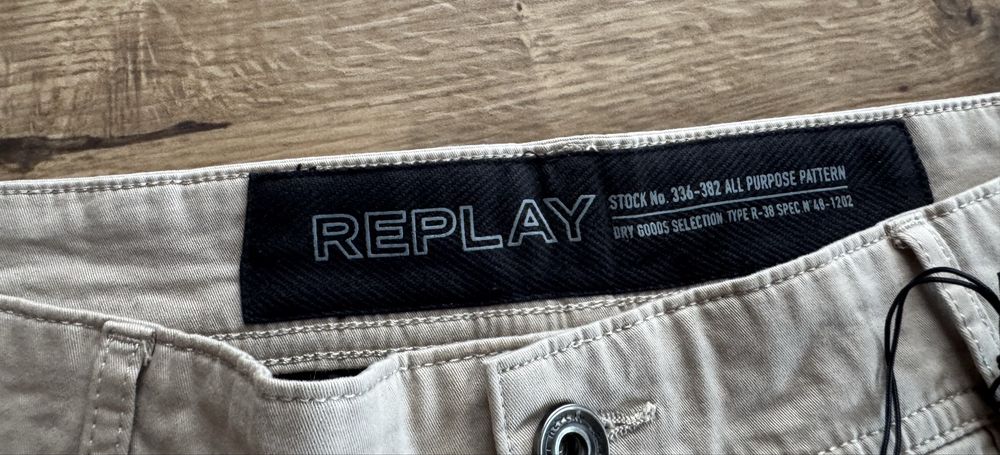 REPLAY
STOCK No. 336-382 ALL PURPOSE PATTERN
DRY GOODS SELECTION TYPE R-38 SPEC N° 48-1202